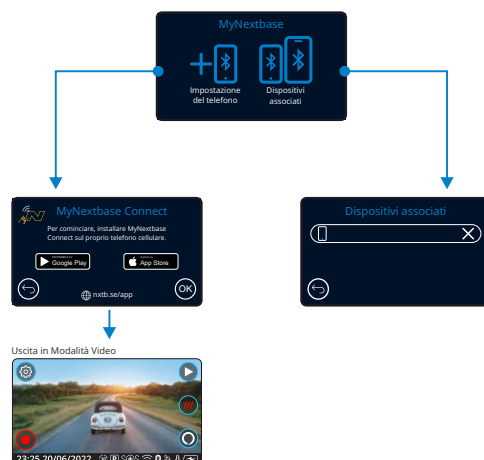 MyNextbase
Impostazione
del telefono
Dispositivi
associati
MyNextbase Connect
Per cominciare, installare MyNextbase
Connect sul proprio telefono cellulare.
Google Play
App Store
nxtb.se/app
OK
Dispositivi associati
Uscita in Modalità Video
23:25 20/06/2022